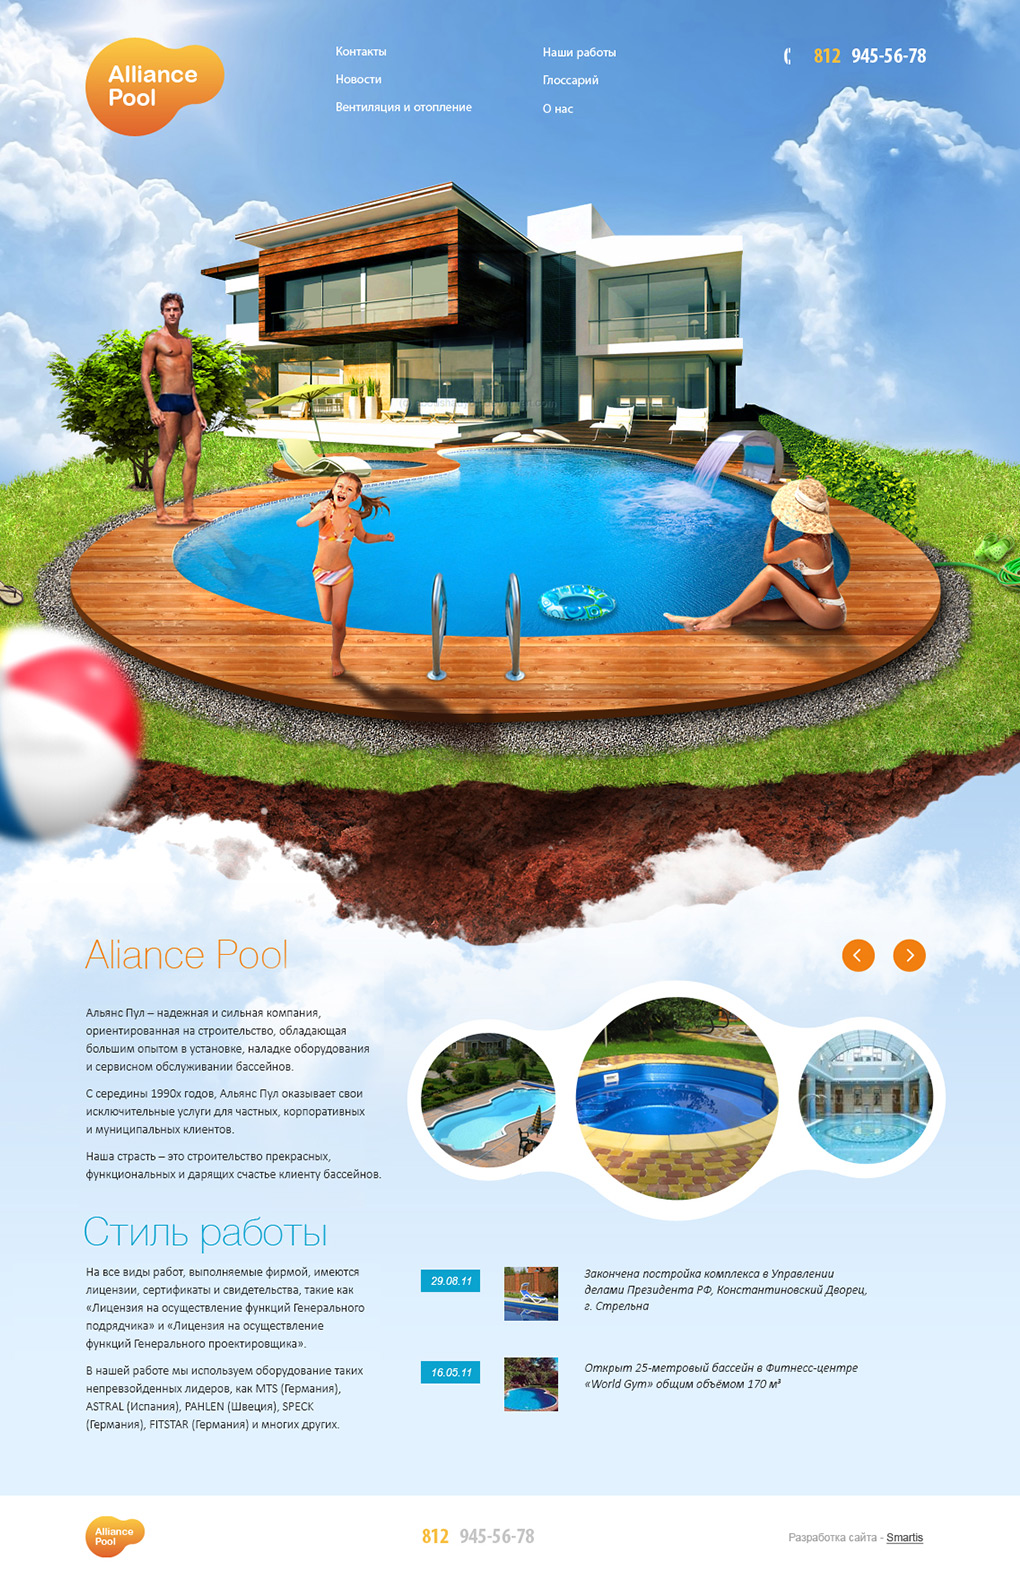 Alliance
Pool
Контакты
Новости
Вентиляция и отопление
Наши работы
Глоссарий
О нас
812 945-56-78
Aliance Pool
Альянс Пул – надежная и сильная компания,
ориентированная на строительство, обладающая
большим опытом в установке, наладке оборудования
и сервисном обслуживании бассейнов.
С середины 1990х годов, Альянс Пул оказывает свои
исключительные услуги для частных, корпоративных
и муниципальных клиентов.
Наша страсть – это строительство прекрасных,
функциональных и дарящих счастье клиенту бассейнов.
Стиль работы
На все виды работ, выполняемые фирмой, имеются
лицензии, сертификаты и свидетельства, такие как
«Лицензия на осуществление функций Генерального
подрядчика» и «Лицензия на осуществление
функций Генерального проектировщика».
В нашей работе мы используем оборудование таких
непревзойденных лидеров, как MTS (Германия),
ASTRAL (Испания), PAHLEN (Швеция), SPECK
(Германия), FITSTAR (Германия) и многих других.
29.08.11
Закончена постройка комплекса в Управлении
делами Президента РФ, Константиновский Дворец,
г. Стрельна
16.05.11
Открыт 25-метровый бассейн в Фитнесс-центре
«World Gym» общим объёмом 170 м³
Alliance
Pool
812 945-56-78
Разработка сайта - Smartis